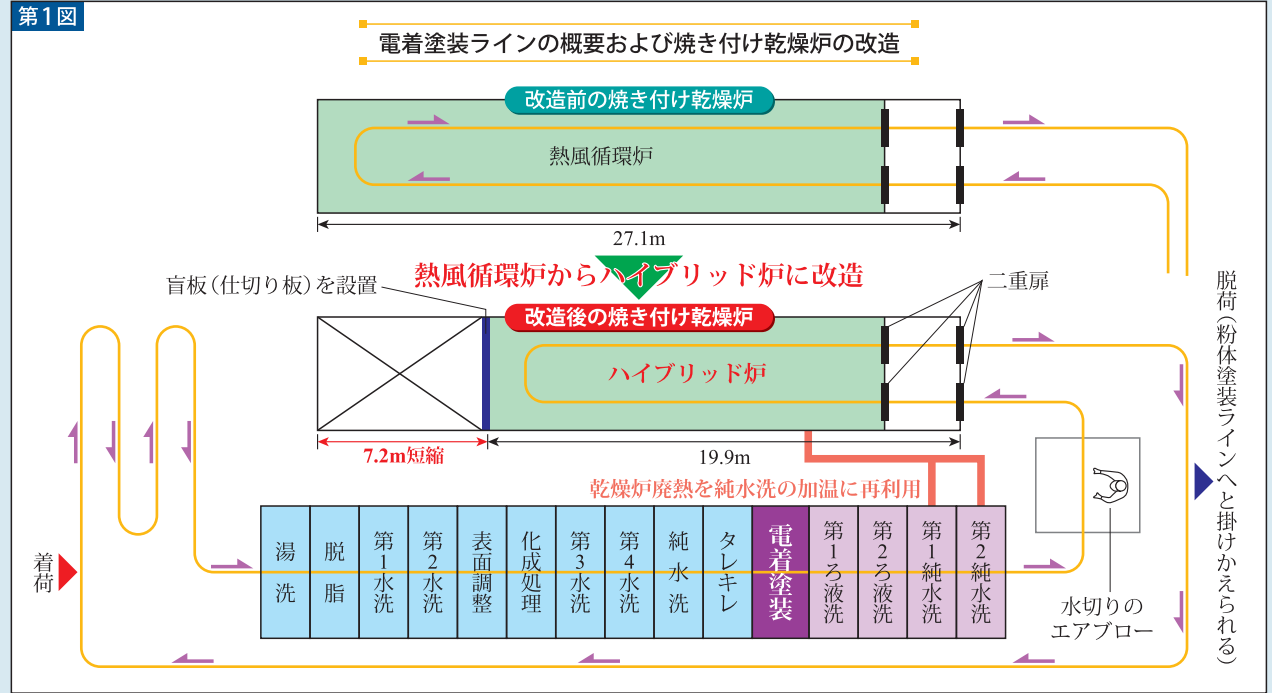 第1図
電着塗装ラインの概要および焼き付け乾燥炉の改造
改造前の焼き付け乾燥炉
熱風循環炉
27.1m
熱風循環炉からハイブリッド炉に改造
盲板(仕切り板)を設置
二重扉
改造後の焼き付け乾燥炉
ハイブリッド炉
7.2m短縮
19.9m
乾燥炉廃熱を純水洗の加温に再利用
脱荷(粉体塗装ラインへと掛けかえられる)
着荷
湯洗
脱脂
第1水洗
第2水洗
表面調整
化成処理
第3水洗
第4水洗
純水洗
タレキレ
電着塗装
第1ろ液洗
第2ろ液洗
第1純水洗
第2純水洗
水切りの
エアブロー